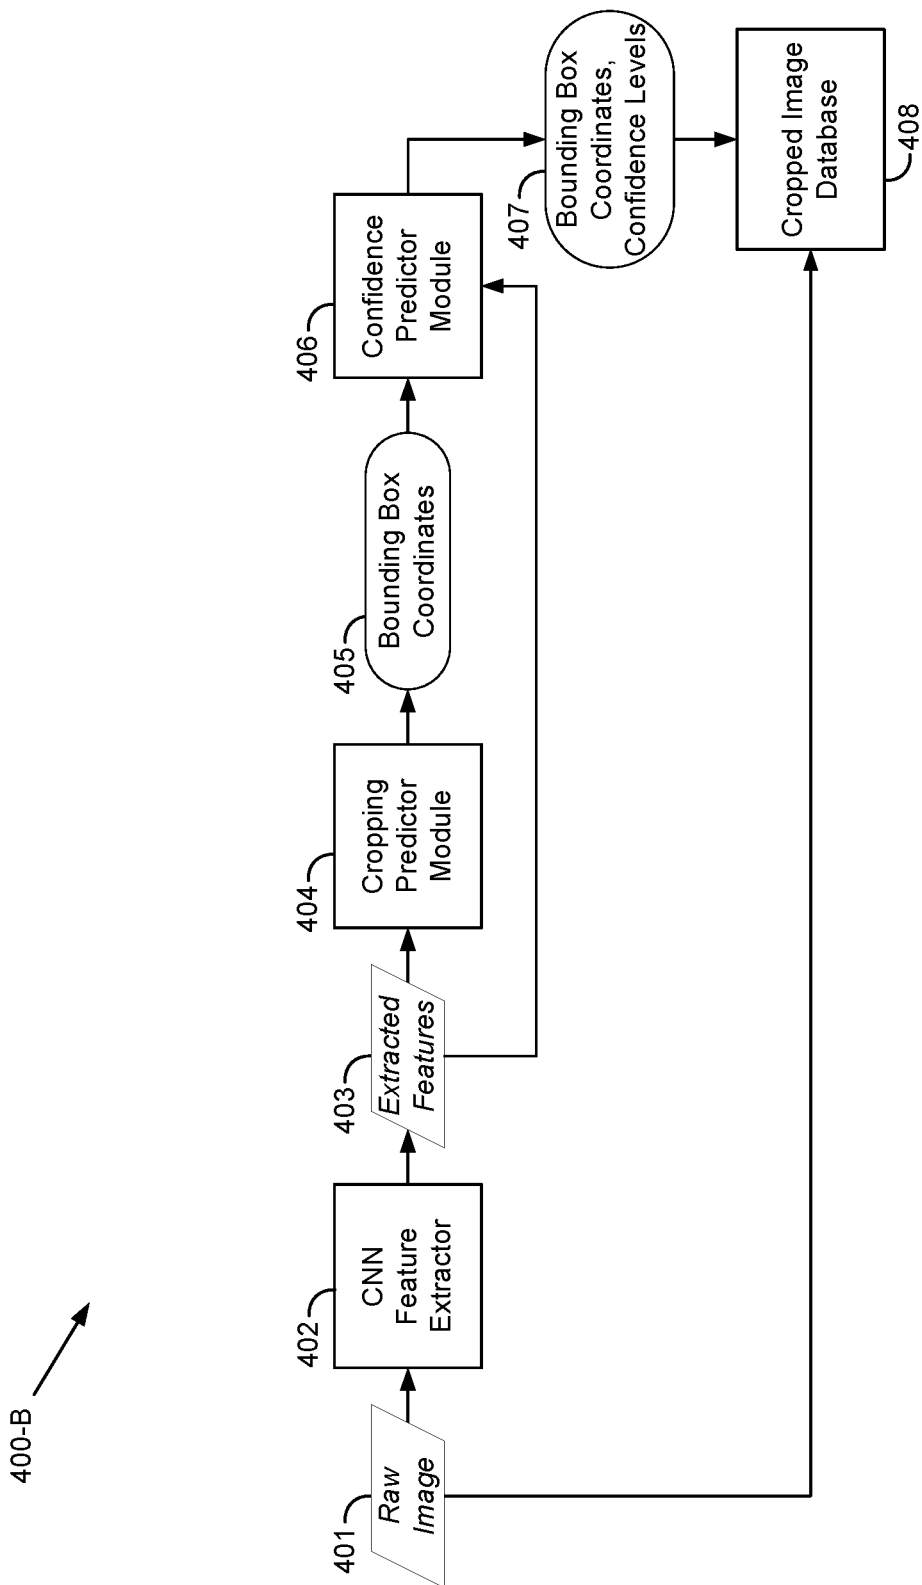 400-B
401
Raw
Image
402
CNN
Feature
Extractor
403
Extracted
Features
404
Cropping
Predictor
Module
405
Bounding Box
Coordinates
406
Confidence
Predictor
Module
407
Bounding Box
Coordinates,
Confidence Levels
Cropped Image
Database
408